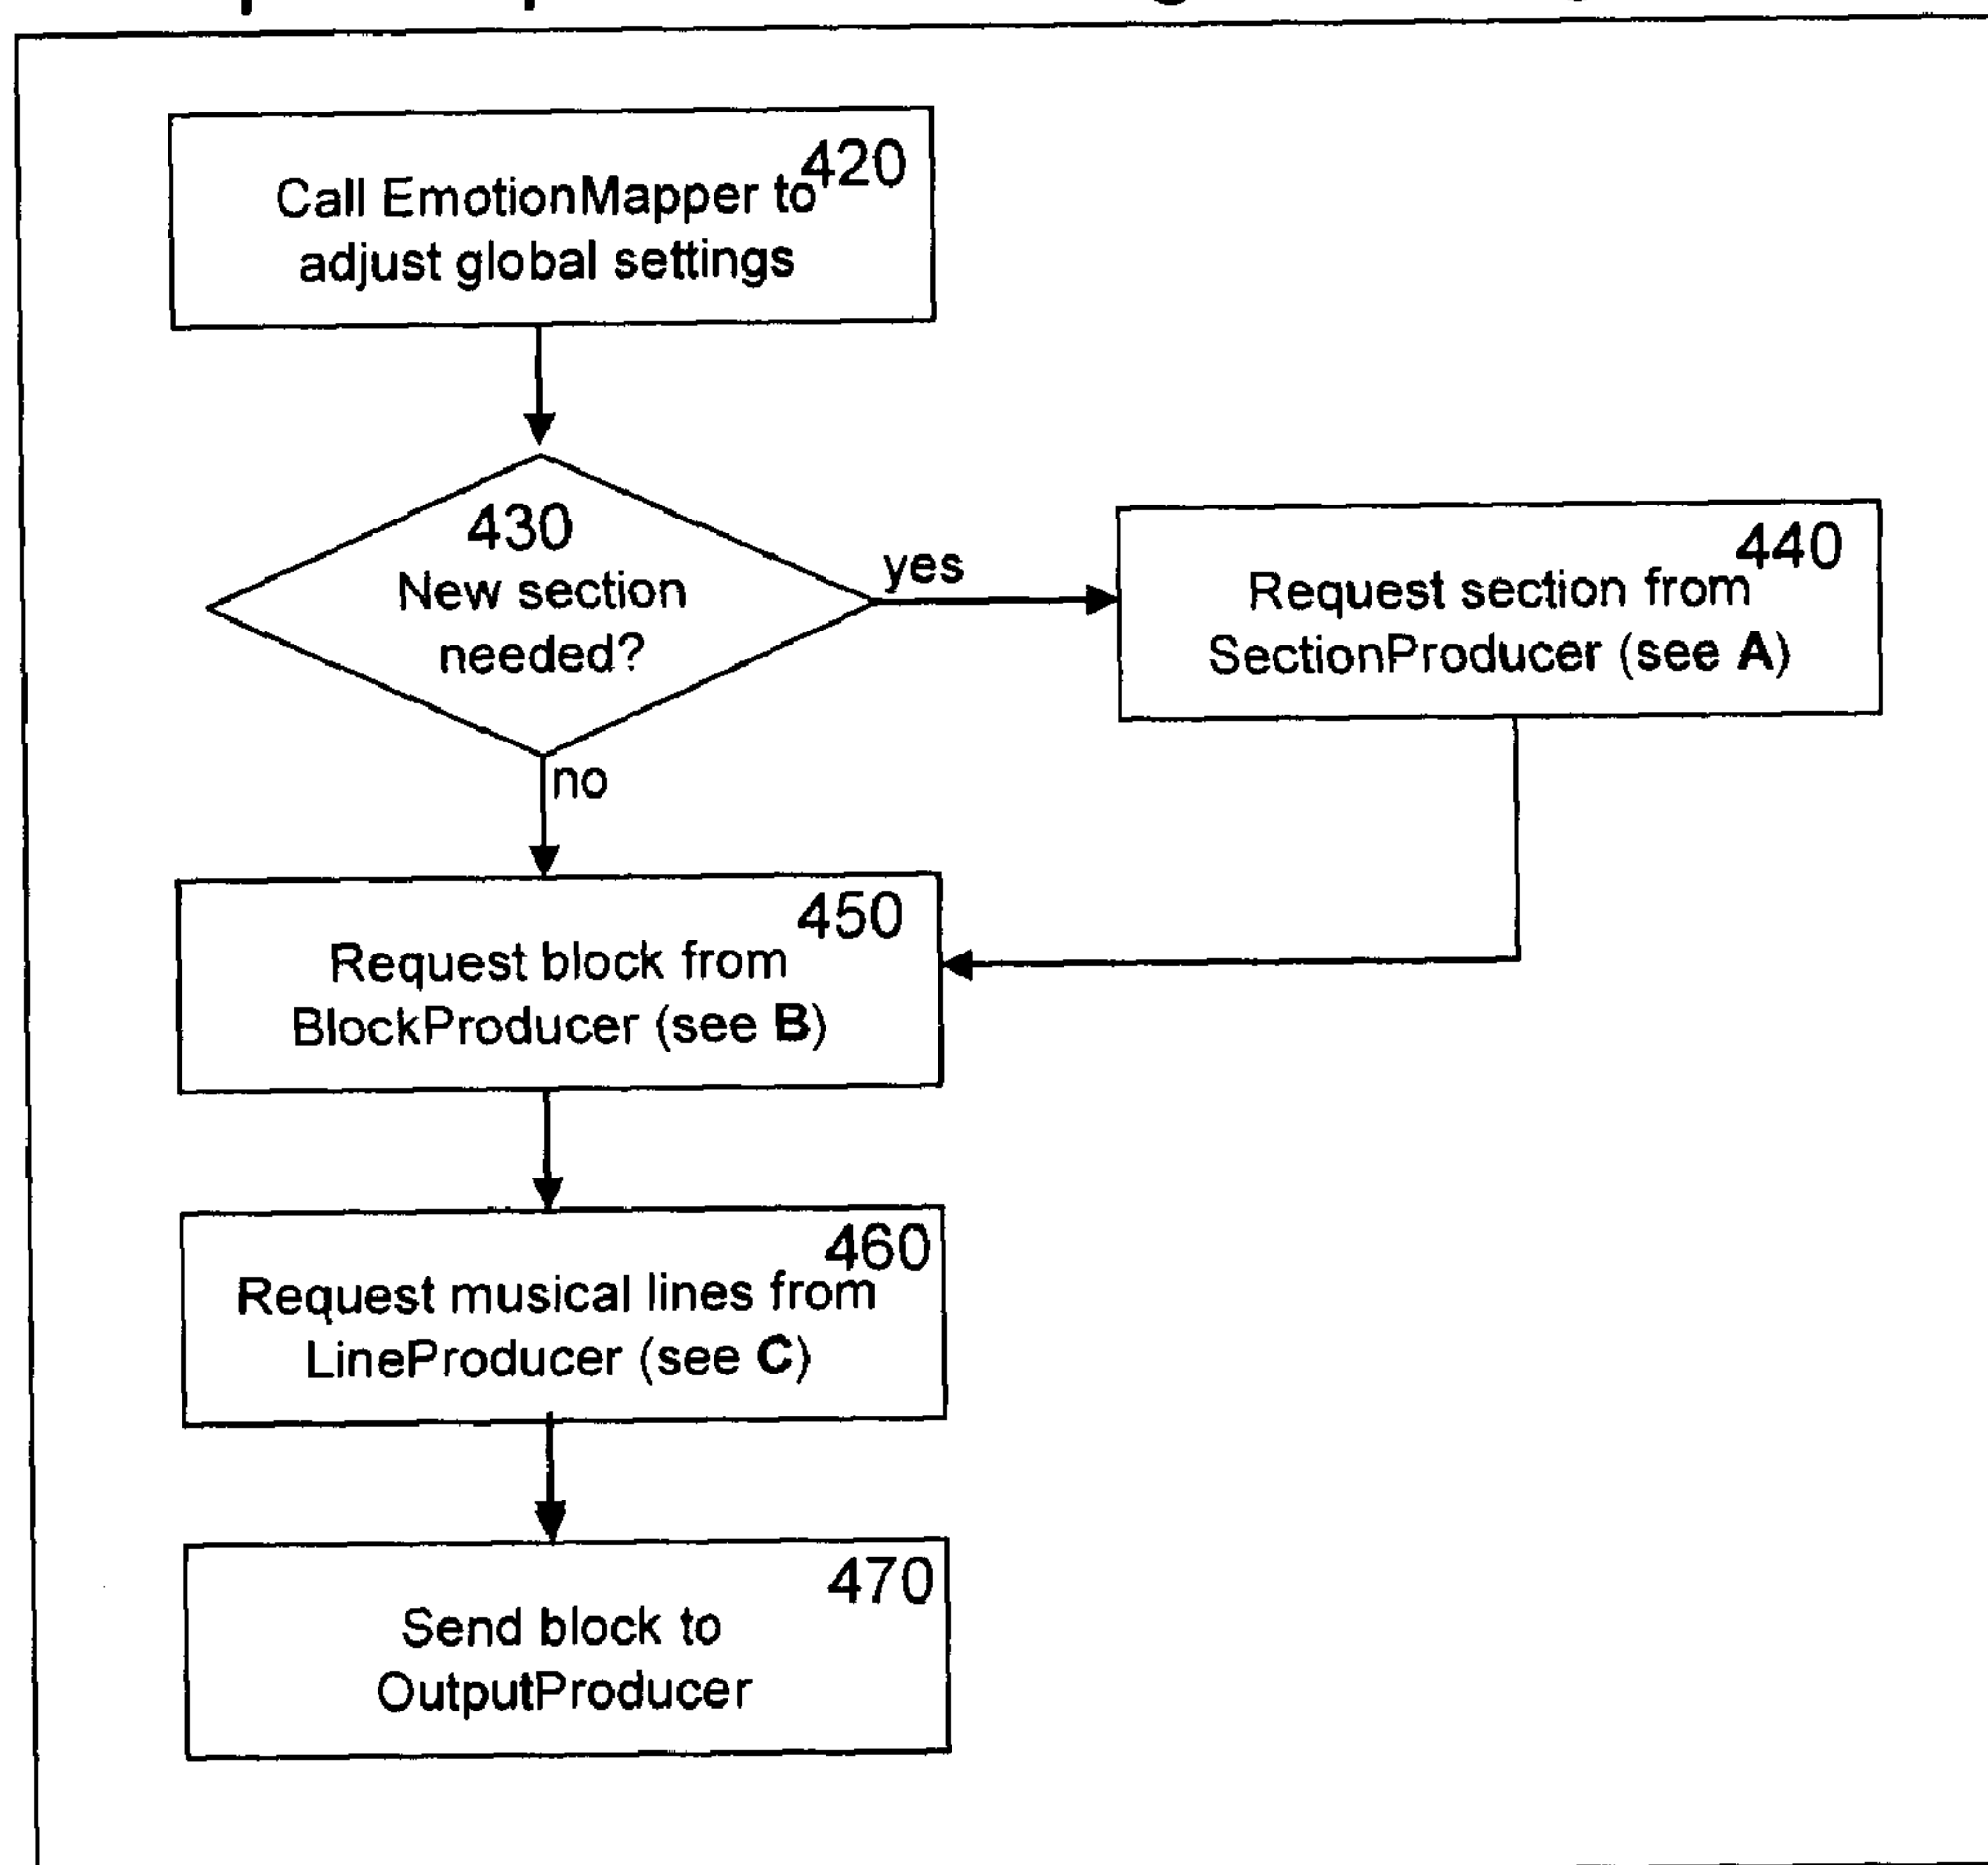 420
Call EmotionMapper to
adjust global settings
430
New section
needed?
yes
440
Request section from
SectionProducer (see A)
no
450
Request block from
BlockProducer (see B)
460
Request musical lines from
LineProducer (see C)
470
Send block to
OutputProducer